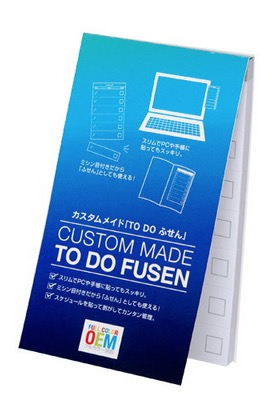 スリムでPCや手帳に
貼ってもスッキリ。
ミシン目付きだから
「ふせん」としても使える!
カスタムメイド「TO DO ふせん」
CUSTOM MADE
TO DO FUSEN
スリムでPCや手帳に貼ってもスッキリ。
ミシン目付きだから「ふせん」としても使える!
スケジュールを貼って剥がしてカンタン管理。
FULL COLOR
OEM